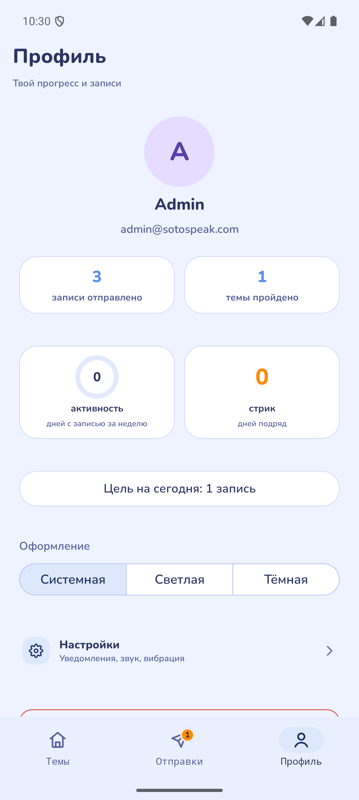 10:30
Профиль
Твой прогресс и записи
A
Admin
admin@sotospeak.com
3
записи отправлено
1
темы пройдено
0
активность
дней с записью за неделю
0
стрик
дней подряд
Цель на сегодня: 1 запись
Оформление
Системная
Светлая
Тёмная
Настройки
Уведомления, звук, вибрация
1
Темы
Отправки
Профиль